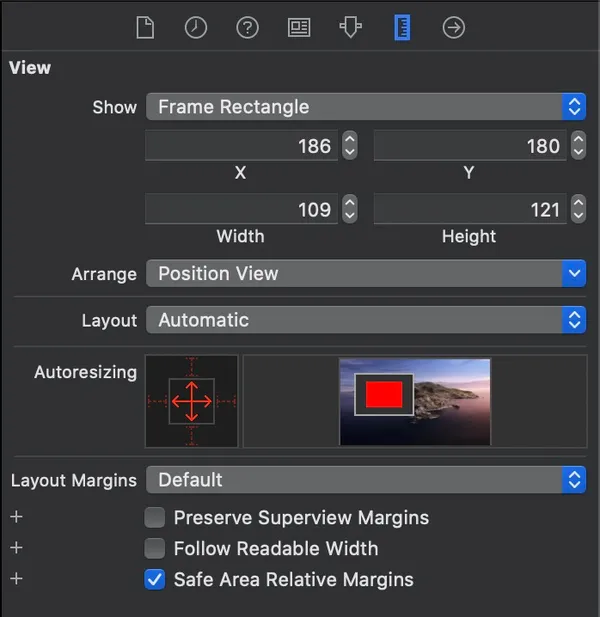 View
Show Frame Rectangle
186 180
X Y
109 121
Width Height
Arrange Position View
Layout Automatic
Autoresizing
Layout Margins Default
Preserve Superview Margins
Follow Readable Width
Safe Area Relative Margins